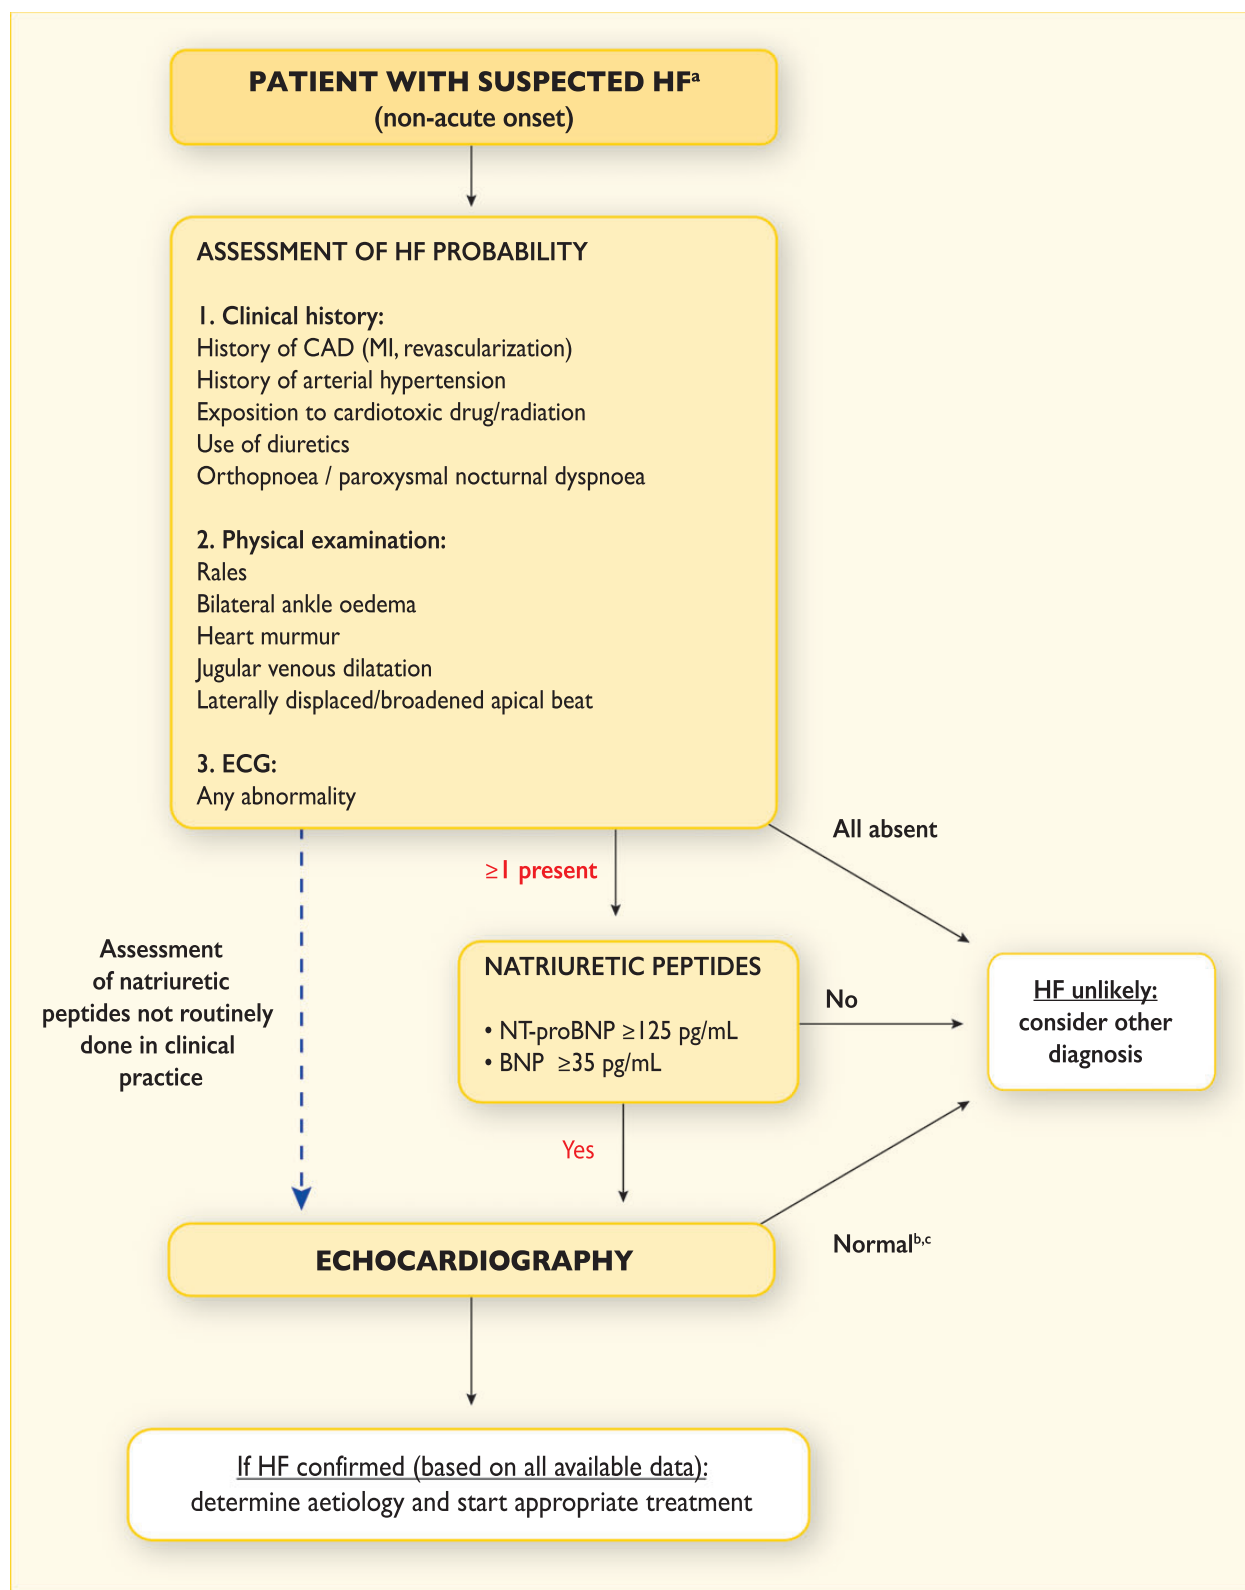 PATIENT WITH SUSPECTED HFᵃ
(non-acute onset)
ASSESSMENT OF HF PROBABILITY
1. Clinical history:
History of CAD (MI, revascularization)
History of arterial hypertension
Exposition to cardiotoxic drug/radiation
Use of diuretics
Orthopnoea / paroxysmal nocturnal dyspnoea
2. Physical examination:
Rales
Bilateral ankle oedema
Heart murmur
Jugular venous dilatation
Laterally displaced/broadened apical beat
3. ECG:
Any abnormality
All absent
≥1 present
Assessment
of natriuretic
peptides not routinely
done in clinical
practice
NATRIURETIC PEPTIDES
• NT-proBNP ≥125 pg/mL
• BNP ≥35 pg/mL
No
HF unlikely:
consider other
diagnosis
Yes
Normalᵇ,ᶜ
ECHOCARDIOGRAPHY
If HF confirmed (based on all available data):
determine aetiology and start appropriate treatment